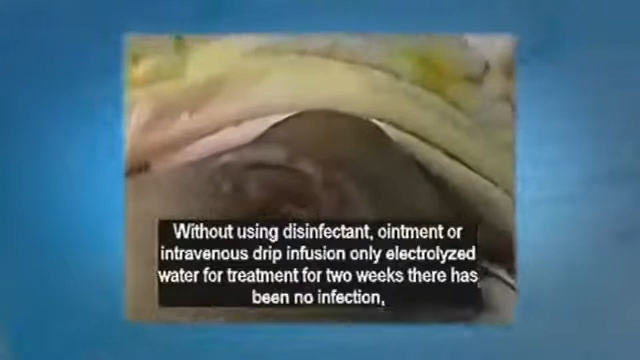 Without using disinfectant, ointment or
intravenous drip infusion only electrolyzed
water for treatment for two weeks there has
been no infection,